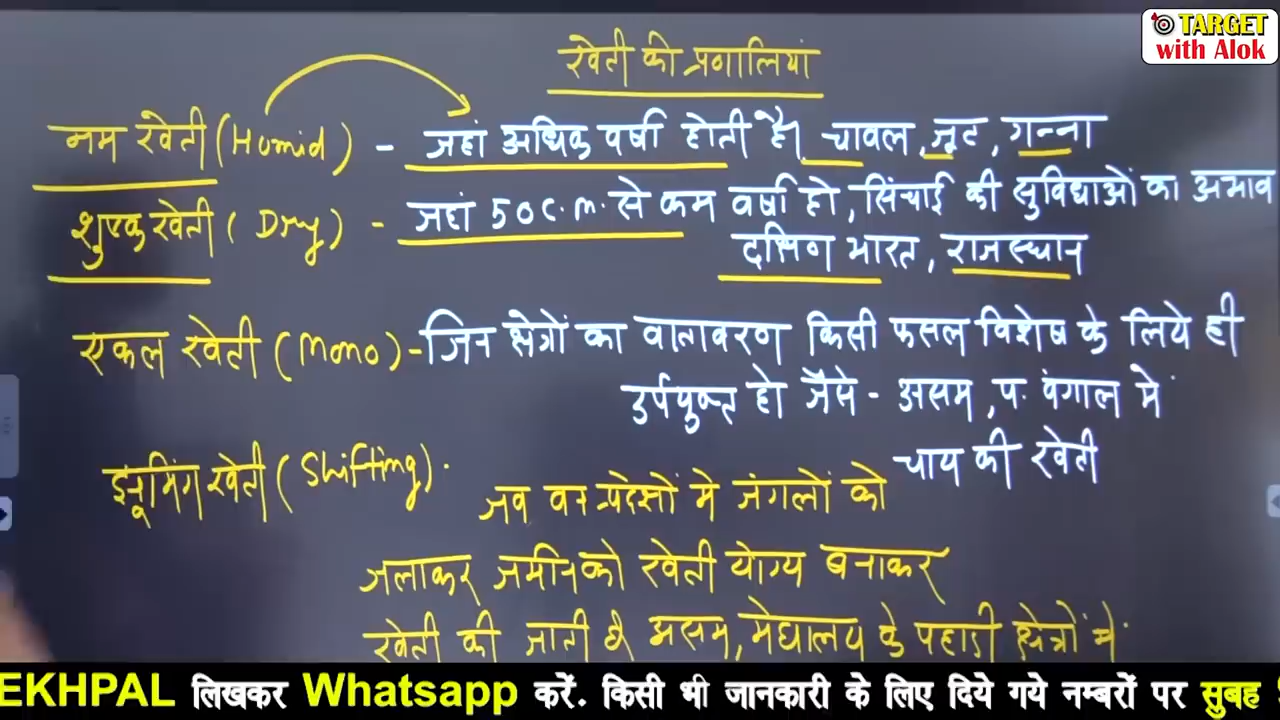 TARGET
with Alok
खेती की प्रणालियां
नम खेती (Humid) - जहां अधिक वर्षा होती है। चावल, जूट, गन्ना
शुष्क खेती (Dry) - जहां 50 c.m. से कम वर्षा हो, सिंचाई की सुविधाओं का अभाव
दक्षिण भारत, राजस्थान
एकल खेती (Mono) - जिन क्षेत्रों का वातावरण किसी फसल विशेष के लिये ही
उर्पयुक्त हो जैसे - असम, प. बंगाल में
चाय की खेती
झूमिंग खेती (Shifting).
जब वन प्रदेशों मे जंगलों को
जलाकर जमीन को खेती योग्य बनाकर
खेती की जाती है असम, मेघालय के पहाडी क्षेत्रों में
EKHPAL लिखकर Whatsapp करें. किसी भी जानकारी के लिए दिये गये नम्बरों पर सुबह